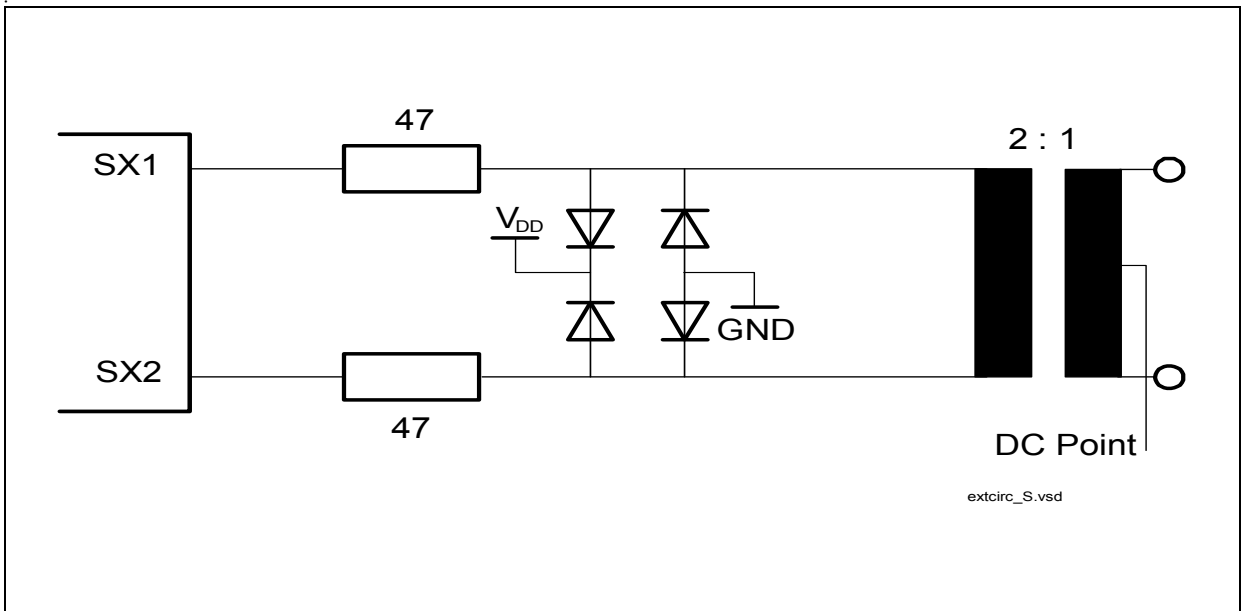 47
2 : 1
SX1
VDD
GND
SX2
47
DC Point
extcirc_S.vsd